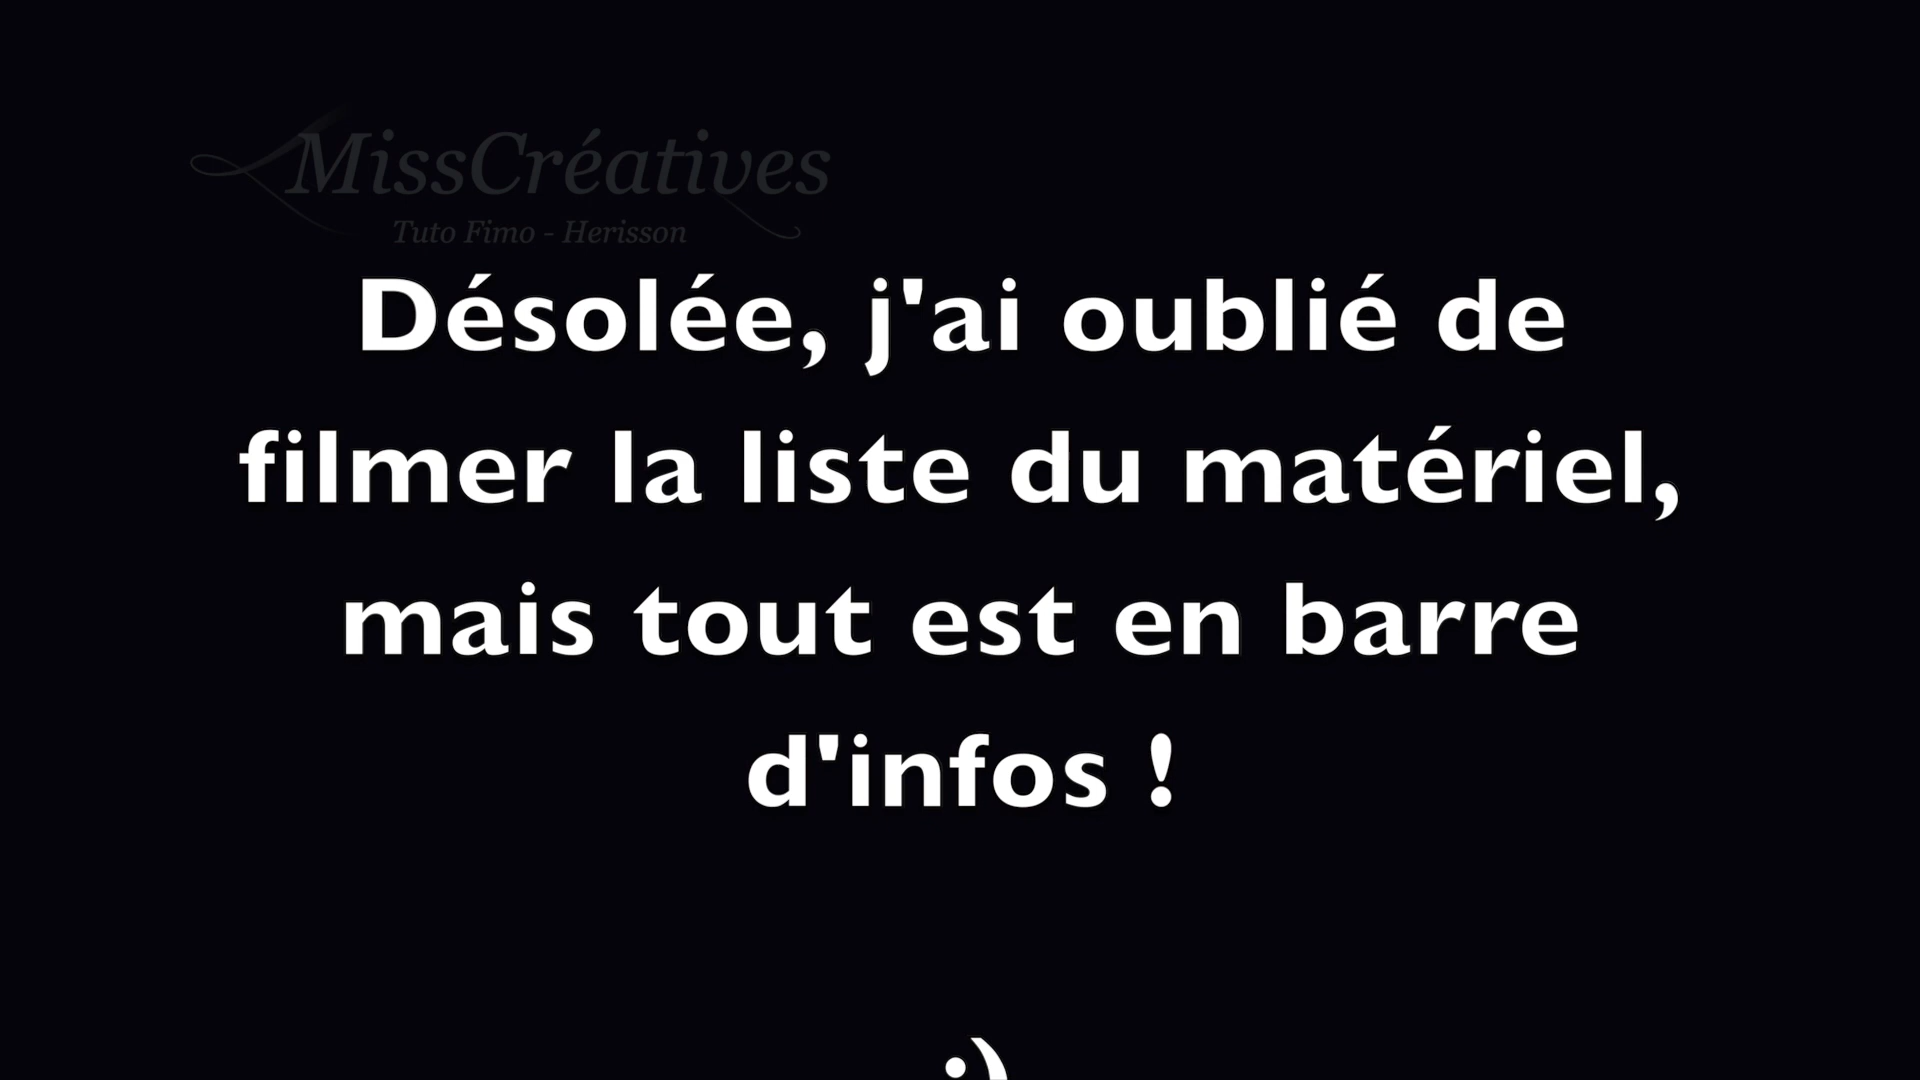 MissCréatives
Tuto Fimo - Herisson
Désolée, j'ai oublié de
filmer la liste du matériel,
mais tout est en barre
d'infos !
;)